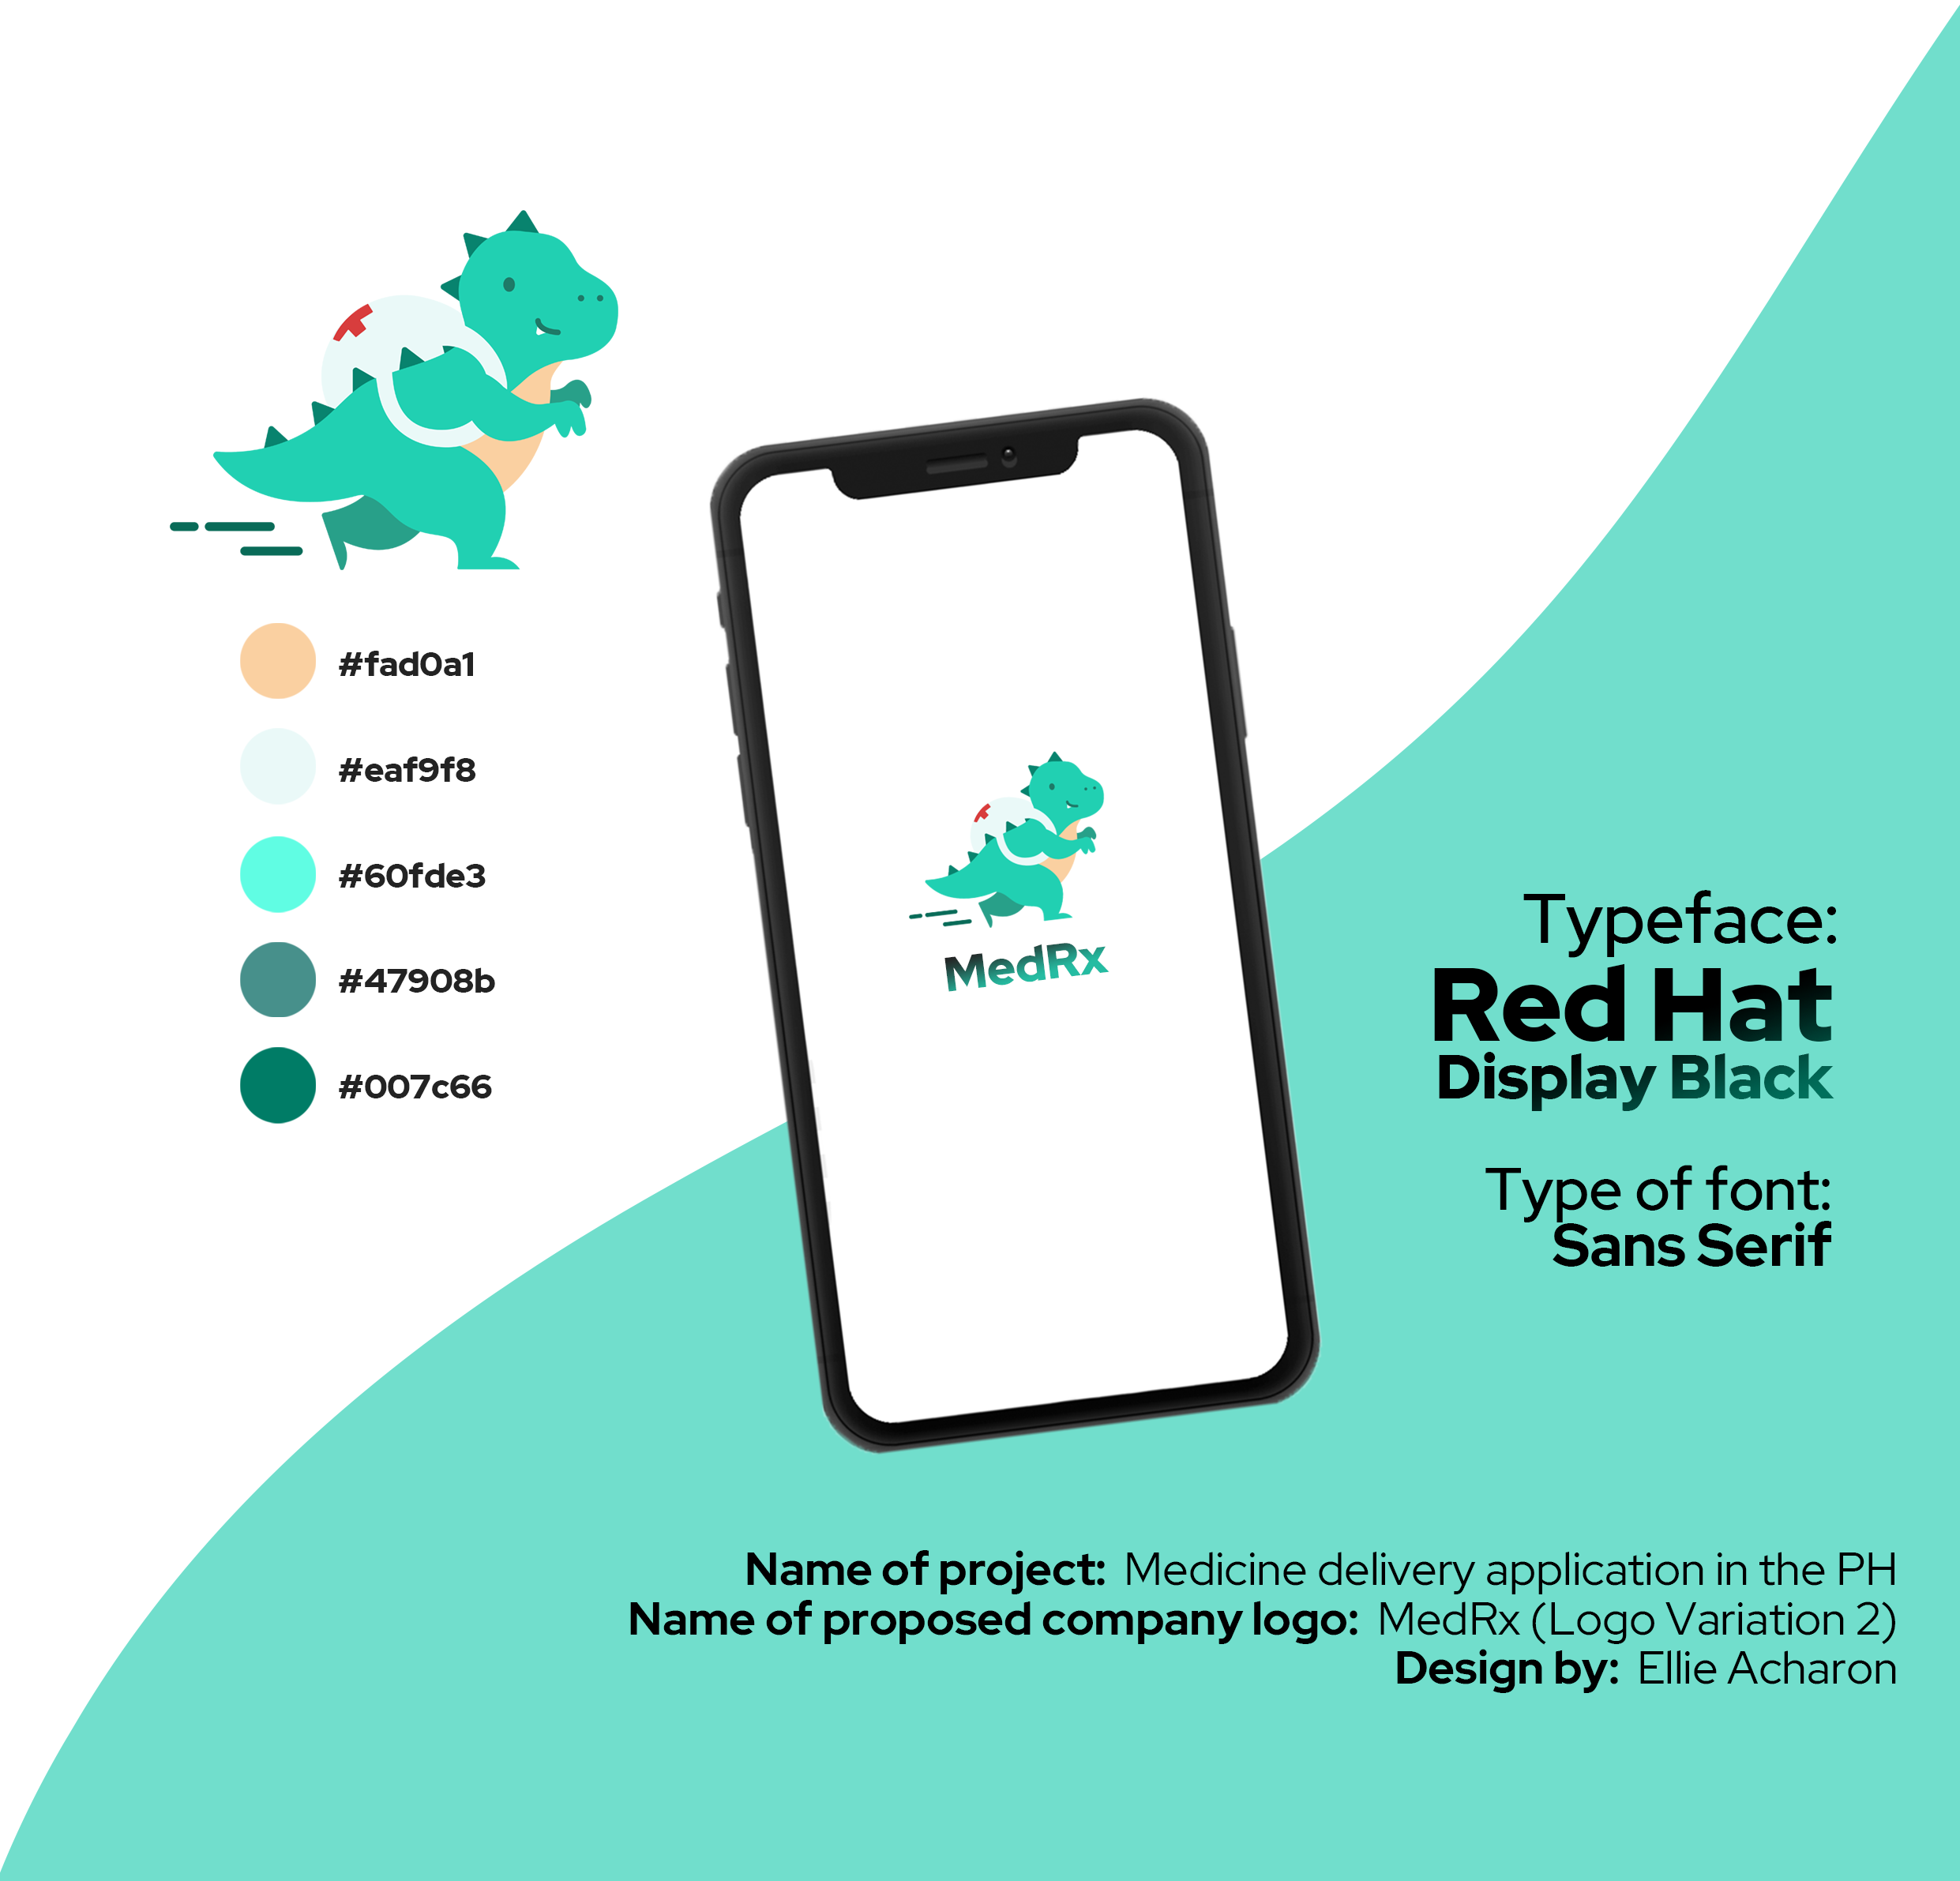 #fad0a1
#eaf9f8
#60fde3
#47908b
#007c66
MedRx
Typeface:
Red Hat
Display Black
Type of font:
Sans Serif
Name of project: Medicine delivery application in the PH
Name of proposed company logo: MedRx (Logo Variation 2)
Design by: Ellie Acharon